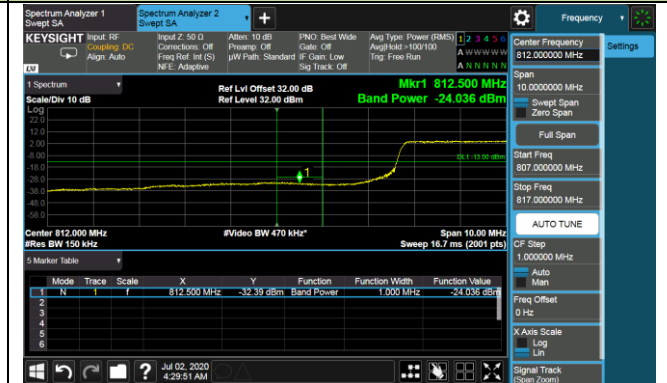 Spectrum Analyzer 1
Swept SA
Spectrum Analyzer 2
Swept SA
+
Frequency
KEYSIGHT
Input: RF
Coupling: DC
Align: Auto
Input Z: 50 Ω
Corrections: Off
Freq Ref: Int (S)
NFE: Adaptive
Atten: 10 dB
Preamp: Off
µW Path: Standard
PNO: Best Wide
Gate: Off
IF Gain: Low
Sig Track: Off
Avg Type: Power (RMS)
Avg|Hold:>100/100
Trig: Free Run
1 2 3 4 5 6
A W W W W W
A N N N N N
LXI
1 Spectrum
Scale/Div 10 dB
Log
Ref Lvl Offset 32.00 dB
Ref Level 32.00 dBm
Mkr1 812.500 MHz
Band Power -24.036 dBm
22.0
12.0
2.00
-8.00
-18.0
-28.0
-38.0
-48.0
-58.0
1
DL1 -13.00 dBm
Center 812.000 MHz
#Video BW 470 kHz*
Span 10.00 MHz
#Res BW 150 kHz
Sweep 16.7 ms (2001 pts)
5 Marker Table
Mode Trace Scale X Y Function Function Width Function Value
1 N 1 f 812.500 MHz -32.39 dBm Band Power 1.000 MHz -24.036 dBm
2
3
4
5
6
?
Jul 02, 2020
4:29:51 AM
Center Frequency
812.000000 MHz
Settings
Span
10.0000000 MHz
Swept Span
Zero Span
Full Span
Start Freq
807.000000 MHz
Stop Freq
817.000000 MHz
AUTO TUNE
CF Step
1.000000 MHz
Auto
Man
Freq Offset
0 Hz
X Axis Scale
Log
Lin
Signal Track
(Span Zoom)